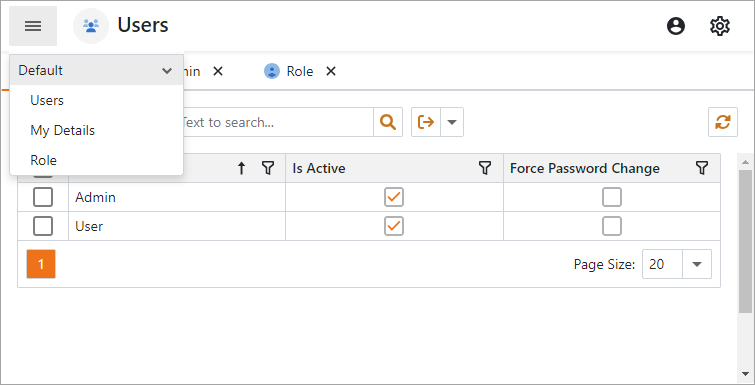 Users
Default
Users
My Details
Role
Role
Text to search...
Is Active
Force Password Change
Admin
User
1
Page Size:
20